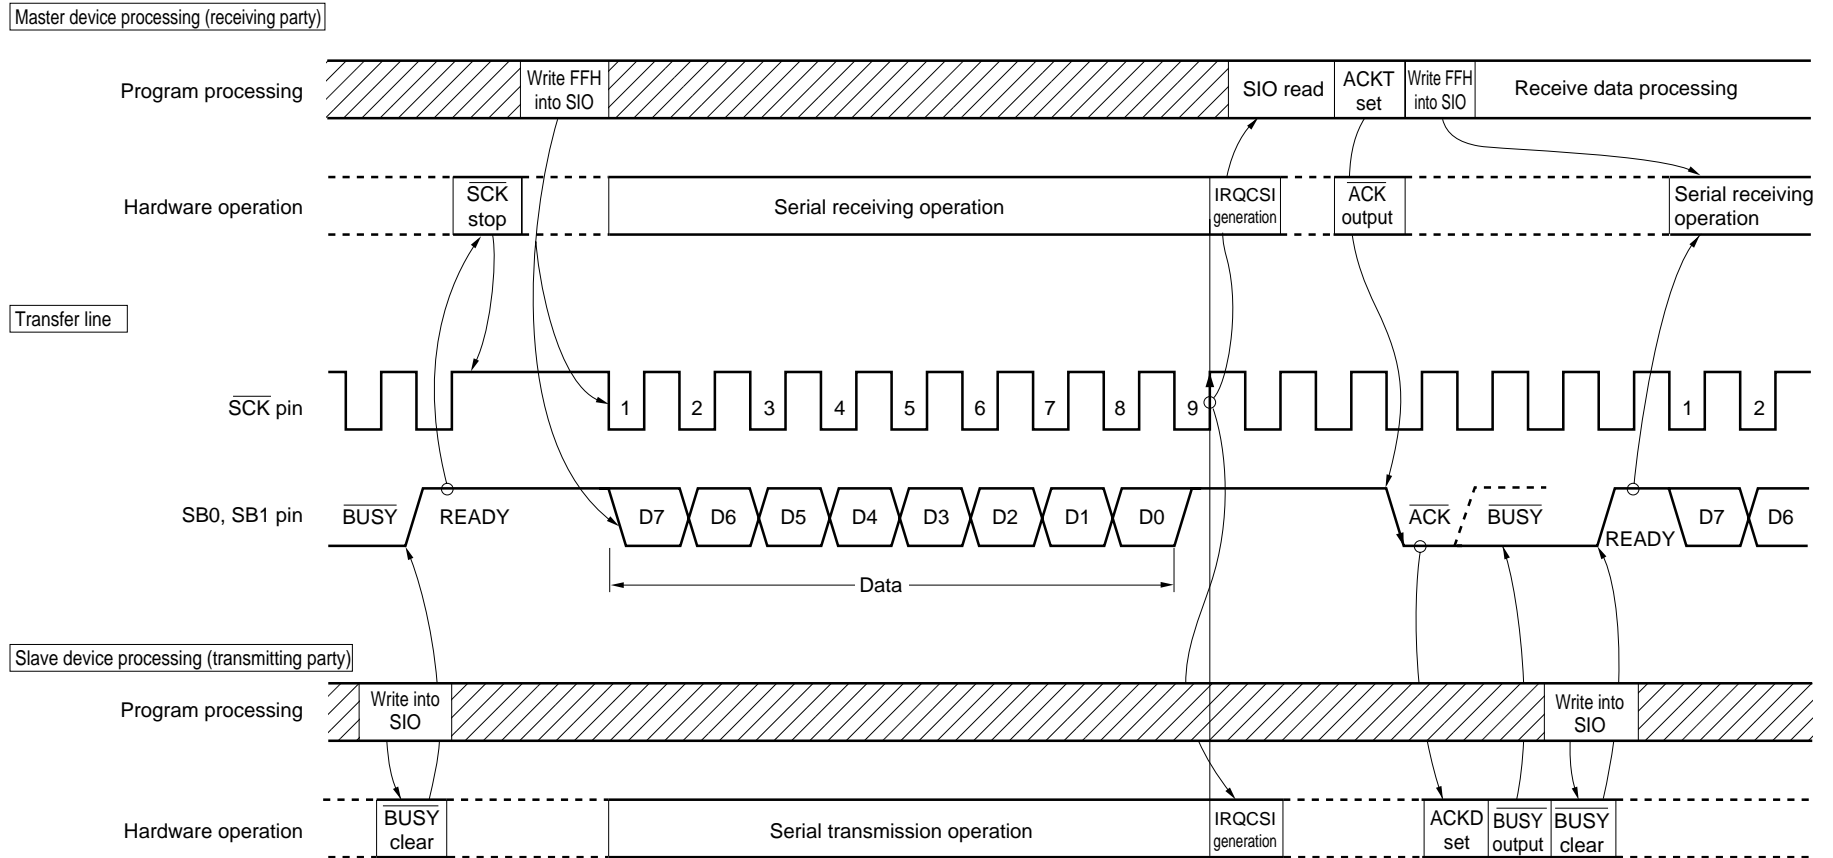 Master device processing (receiving party)
Program processing
Write FFH
into SIO
SIO read
ACKT
set
Write FFH
into SIO
Receive data processing
Hardware operation
SCK
stop
Serial receiving operation
IRQCSI
generation
ACK
output
Serial receiving
operation
Transfer line
SCK pin
1 2 3 4 5 6 7 8 9 1 2
SB0, SB1 pin
BUSY READY D7 D6 D5 D4 D3 D2 D1 D0 ACK BUSY READY D7 D6
Data
Slave device processing (transmitting party)
Program processing
Write into
SIO
Write into
SIO
Hardware operation
BUSY
clear
Serial transmission operation
IRQCSI
generation
ACKD
set
BUSY
output
BUSY
clear